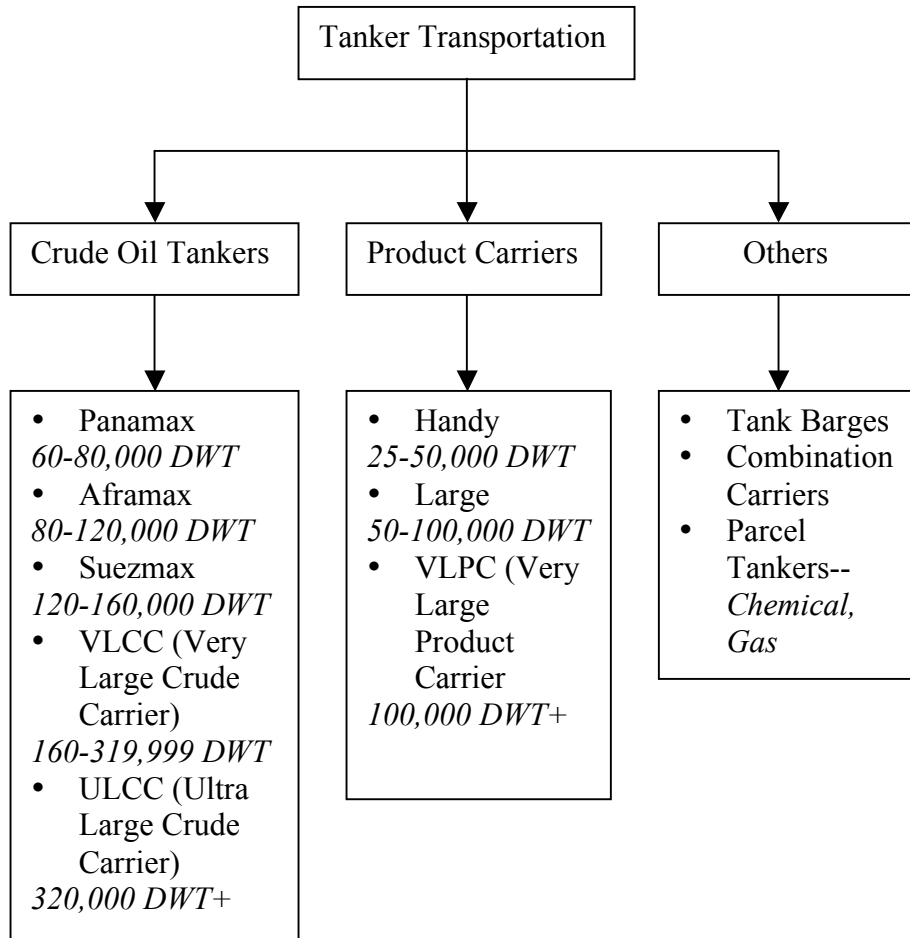 Tanker Transportation
Crude Oil Tankers
Product Carriers
Others
• Panamax
60-80,000 DWT
• Aframax
80-120,000 DWT
• Suezmax
120-160,000 DWT
• VLCC (Very
Large Crude
Carrier)
160-319,999 DWT
• ULCC (Ultra
Large Crude
Carrier)
320,000 DWT+
• Handy
25-50,000 DWT
• Large
50-100,000 DWT
• VLPC (Very
Large
Product
Carrier
100,000 DWT+
• Tank Barges
• Combination
Carriers
• Parcel
Tankers--
Chemical,
Gas